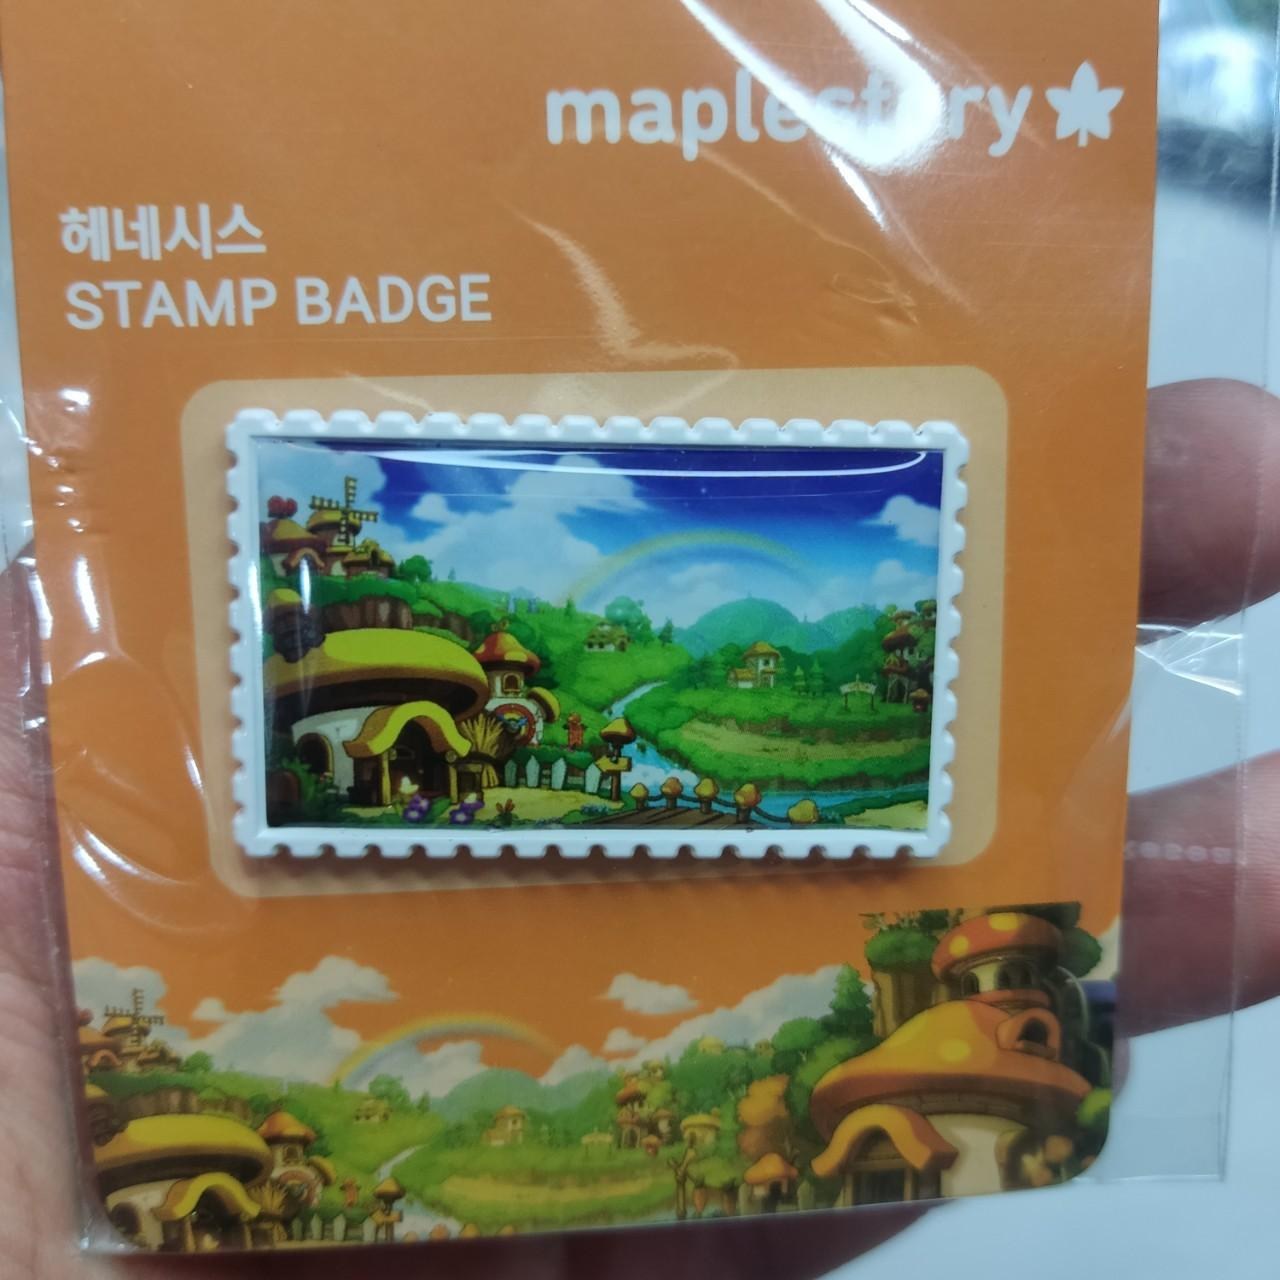 maplestory
헤네시스
STAMP BADGE